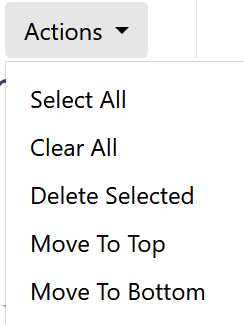 Actions
Select All
Clear All
Delete Selected
Move To Top
Move To Bottom